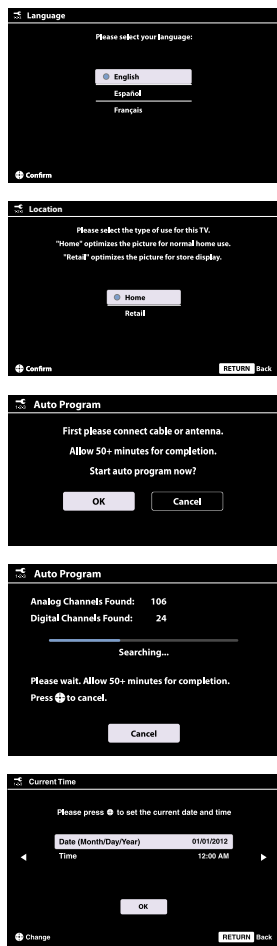 Language
Please select your language:
English
Español
Français
Confirm
Location
Please select the type of use for this TV.
"Home" optimizes the picture for normal home use.
"Retail" optimizes the picture for store display.
Home
Retail
Confirm RETURN Back
Auto Program
First please connect cable or antenna.
Allow 50+ minutes for completion.
Start auto program now?
OK Cancel
Auto Program
Analog Channels Found: 106
Digital Channels Found: 24
Searching...
Please wait. Allow 50+ minutes for completion.
Press to cancel.
Cancel
Current Time
Please press to set the current date and time
Date (Month/Day/Year) 01/01/2012
Time 12:00 AM
OK
Change RETURN Back